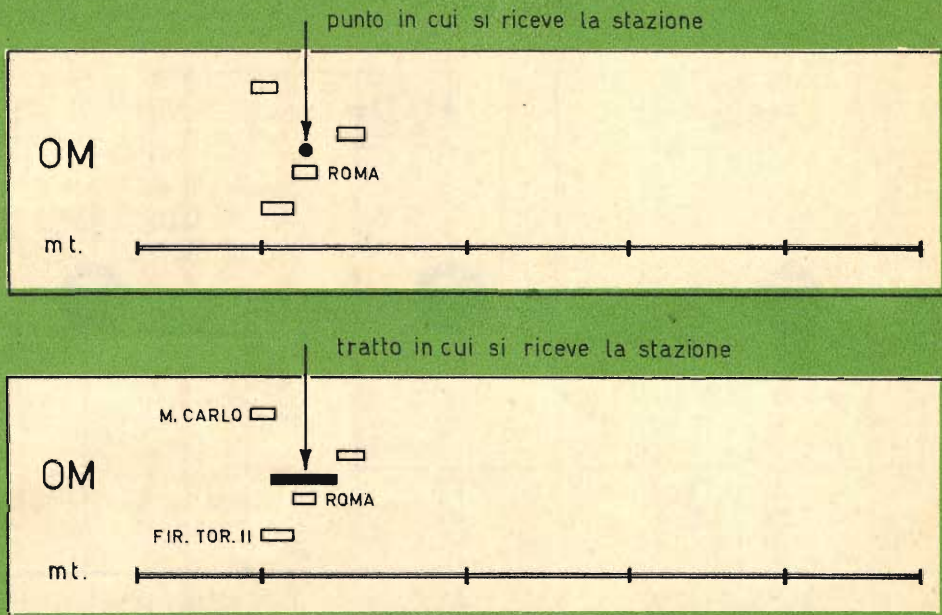 punto in cui si riceve la stazione
OM
ROMA
mt.
tratto in cui si riceve la stazione
M. CARLO
OM
ROMA
FIR. TOR. II
mt.